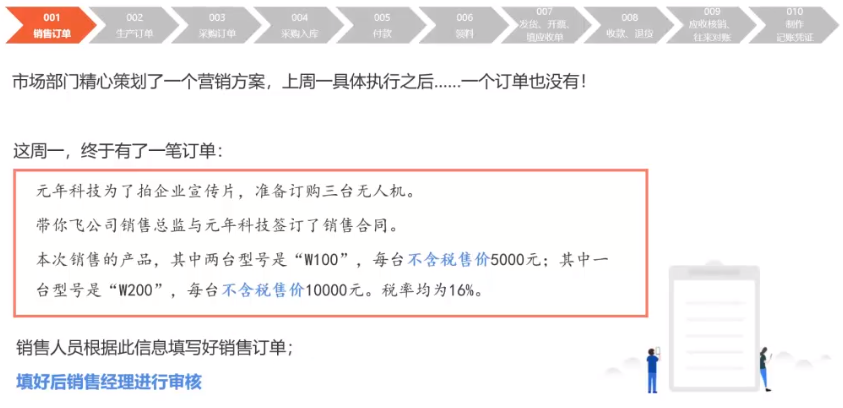 001 002 003 004 005 006 007 008 009 010
销售订单 生产订单 采购订单 采购入库 付款 领料 发货、开票、填应收单 收款、退货 应收核销、往来对账 制作记账凭证
市场部门精心策划了一个营销方案，上周一具体执行之后......一个订单也没有！
这周一，终于有了一笔订单：
元年科技为了拍企业宣传片，准备订购三台无人机。
带你飞公司销售总监与元年科技签订了销售合同。
本次销售的产品，其中两台型号是“W100”，每台不含税售价5000元；其中一
台型号是“W200”，每台不含税售价10000元。税率均为16%。
销售人员根据此信息填写好销售订单；
填好后销售经理进行审核